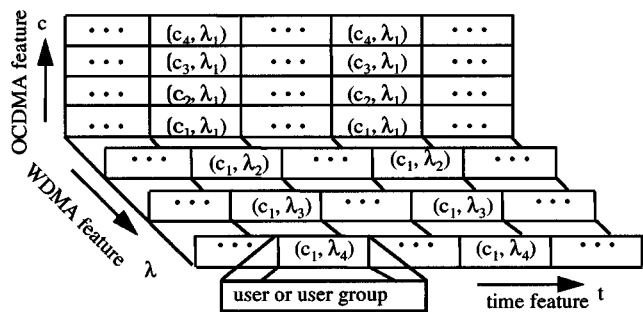 c
OCDMA feature
··· (c4, λ1) ··· (c4, λ1) ···
··· (c3, λ1) ··· (c3, λ1) ···
··· (c2, λ1) ··· (c2, λ1) ···
··· (c1, λ1) ··· (c1, λ1) ···
··· (c1, λ2) ··· (c1, λ2) ···
··· (c1, λ3) ··· (c1, λ3) ···
··· (c1, λ4) ··· (c1, λ4) ···
WDMA feature
λ
user or user group
time feature t